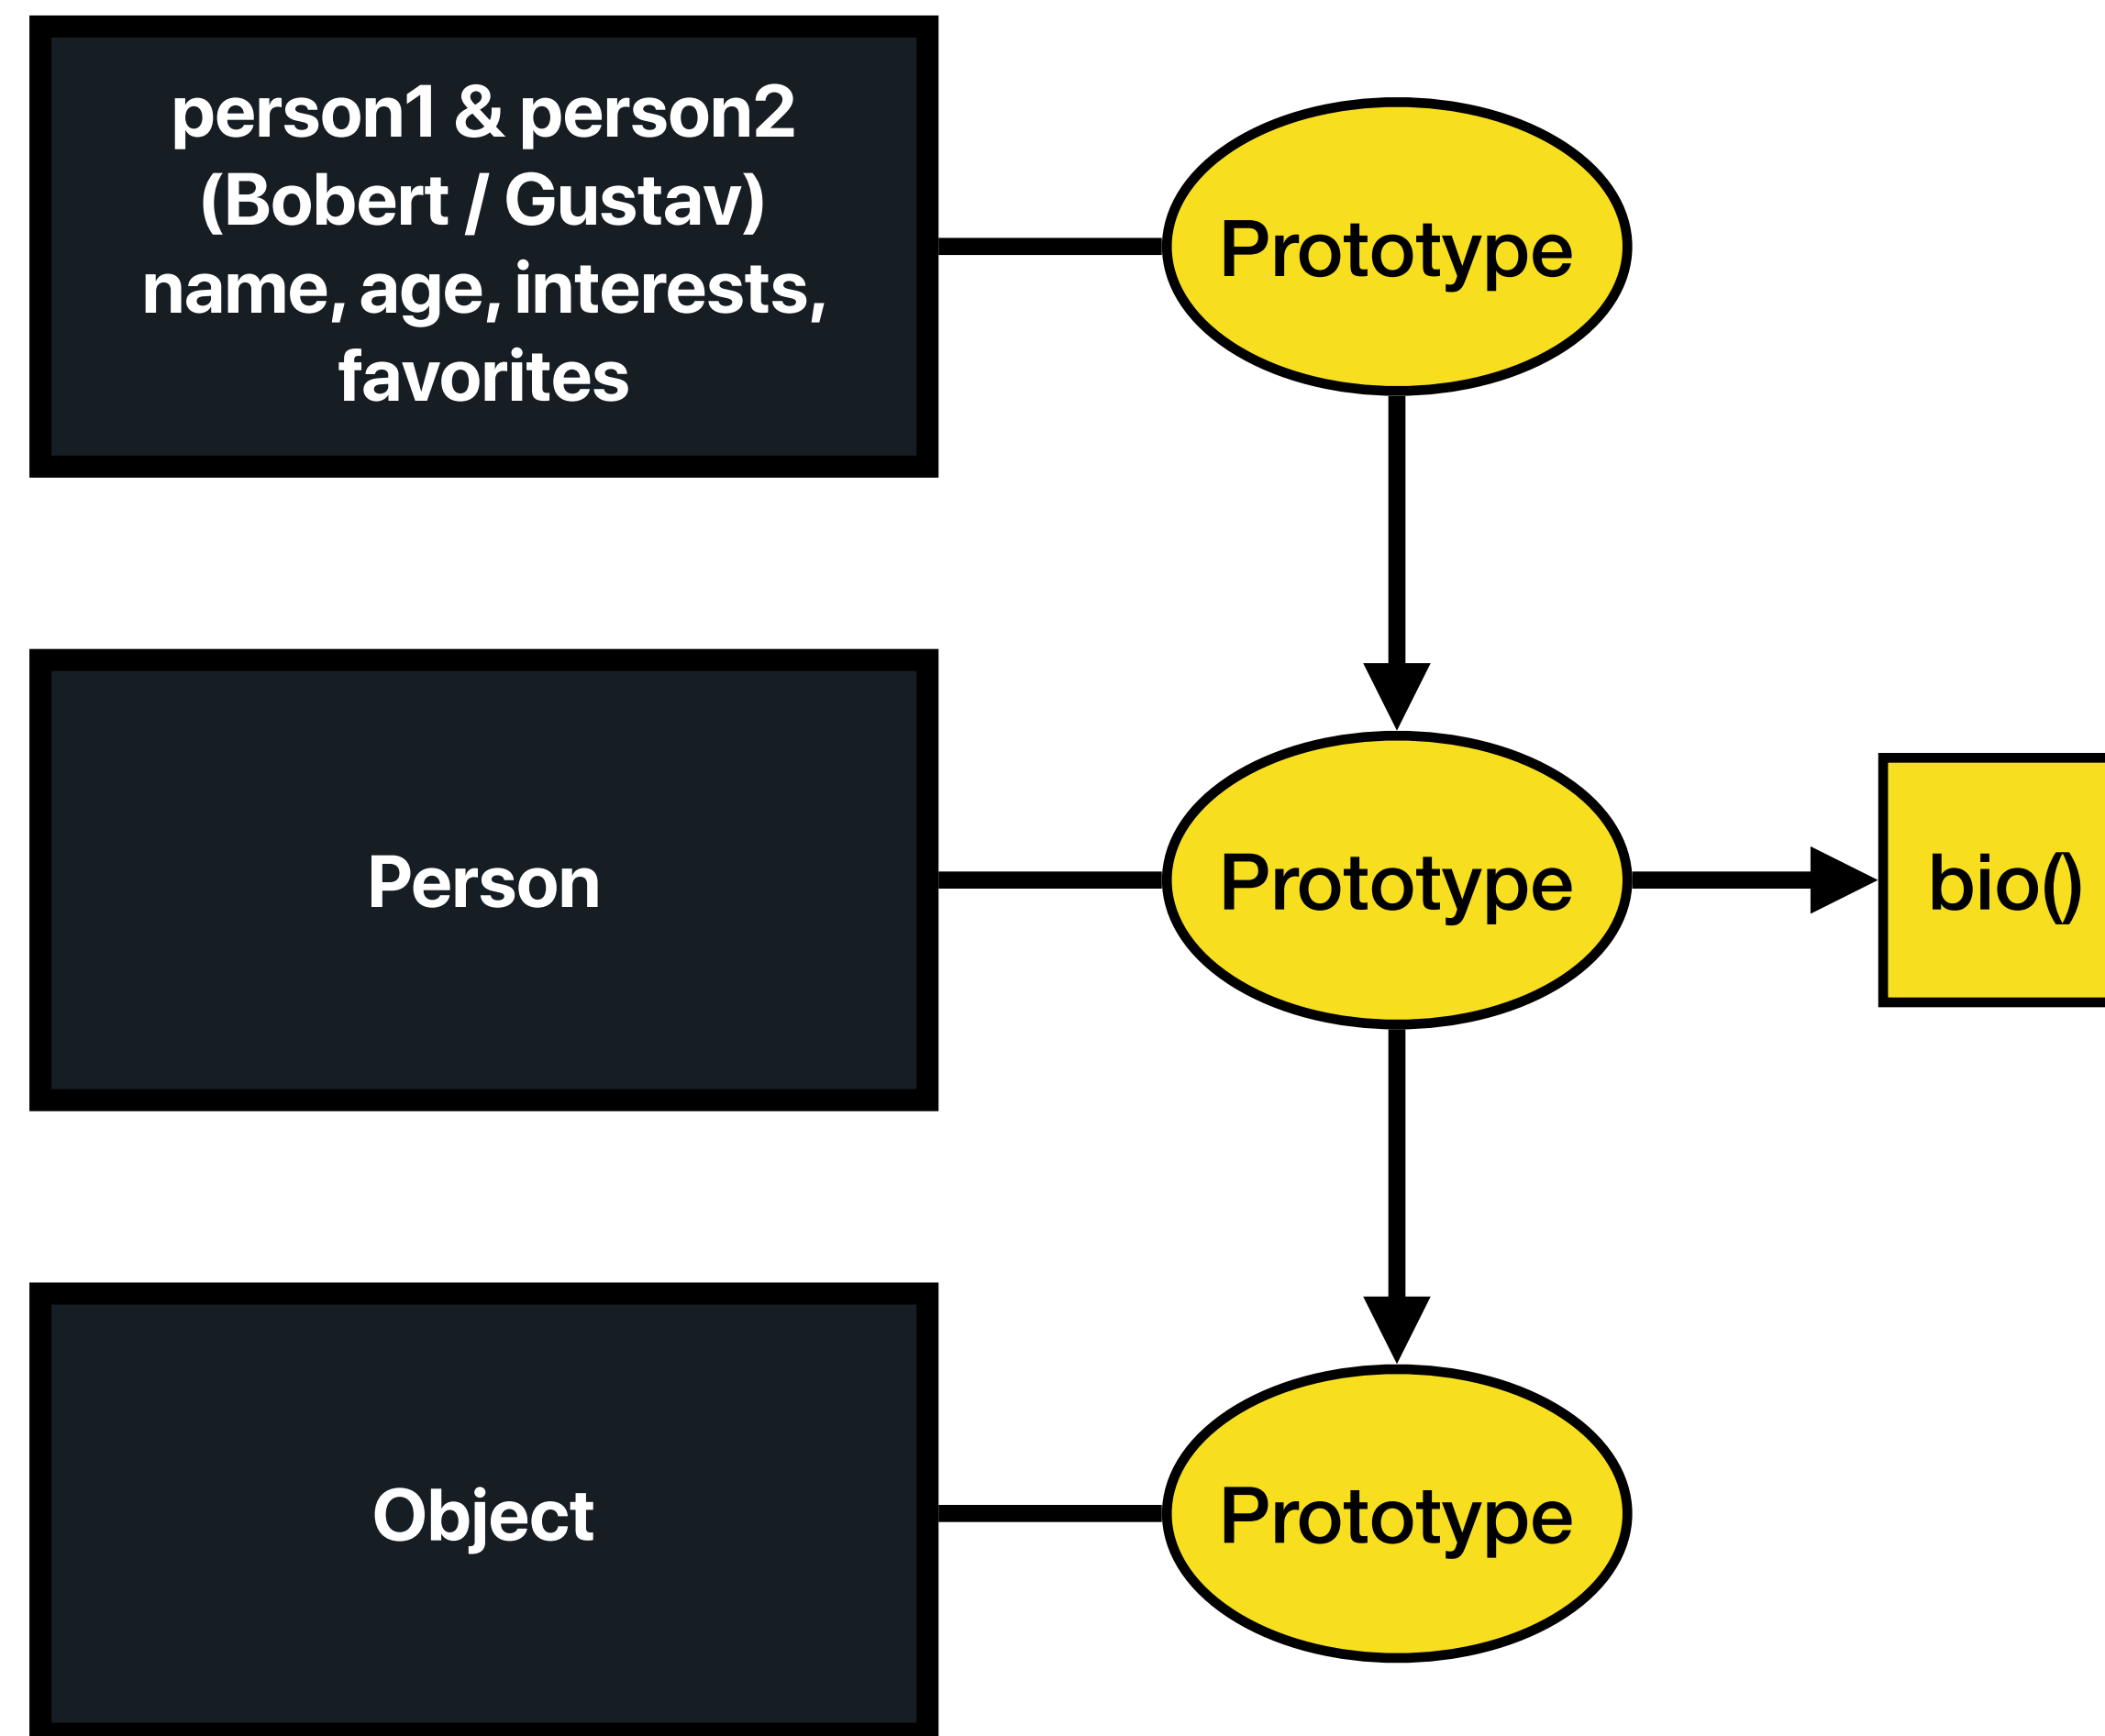 person1 & person2
(Bobert / Gustav)
name, age, interests,
favorites
Prototype
Person
Prototype
bio()
Object
Prototype